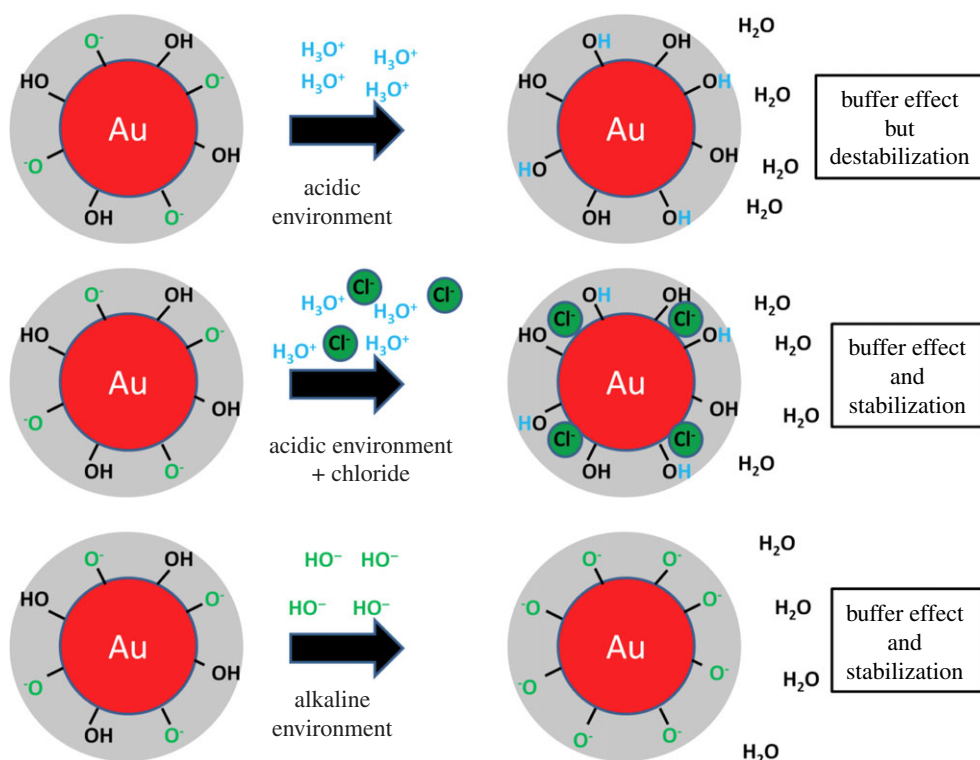 O⁻ OH
HO O⁻
Au
⁻O OH
OH O⁻
H₃O⁺ H₃O⁺
H₃O⁺ H₃O⁺
acidic
environment
OH OH
HO OH
Au
HO OH
OH OH
H₂O
H₂O
H₂O
H₂O
buffer effect
but
destabilization
O⁻ OH
HO O⁻
Au
⁻O OH
OH O⁻
Cl⁻ Cl⁻
H₃O⁺ H₃O⁺
H₃O⁺ Cl⁻ H₃O⁺
acidic environment
+ chloride
OH OH
Cl⁻ Cl⁻
HO OH
Au
HO OH
Cl⁻ Cl⁻
OH OH
H₂O
H₂O
H₂O
H₂O
buffer effect
and
stabilization
O⁻ OH
HO O⁻
Au
⁻O OH
OH O⁻
HO⁻ HO⁻
HO⁻ HO⁻
alkaline
environment
O⁻ O⁻
⁻O O⁻
Au
⁻O O⁻
O⁻ O⁻
H₂O
H₂O
H₂O
H₂O
buffer effect
and
stabilization